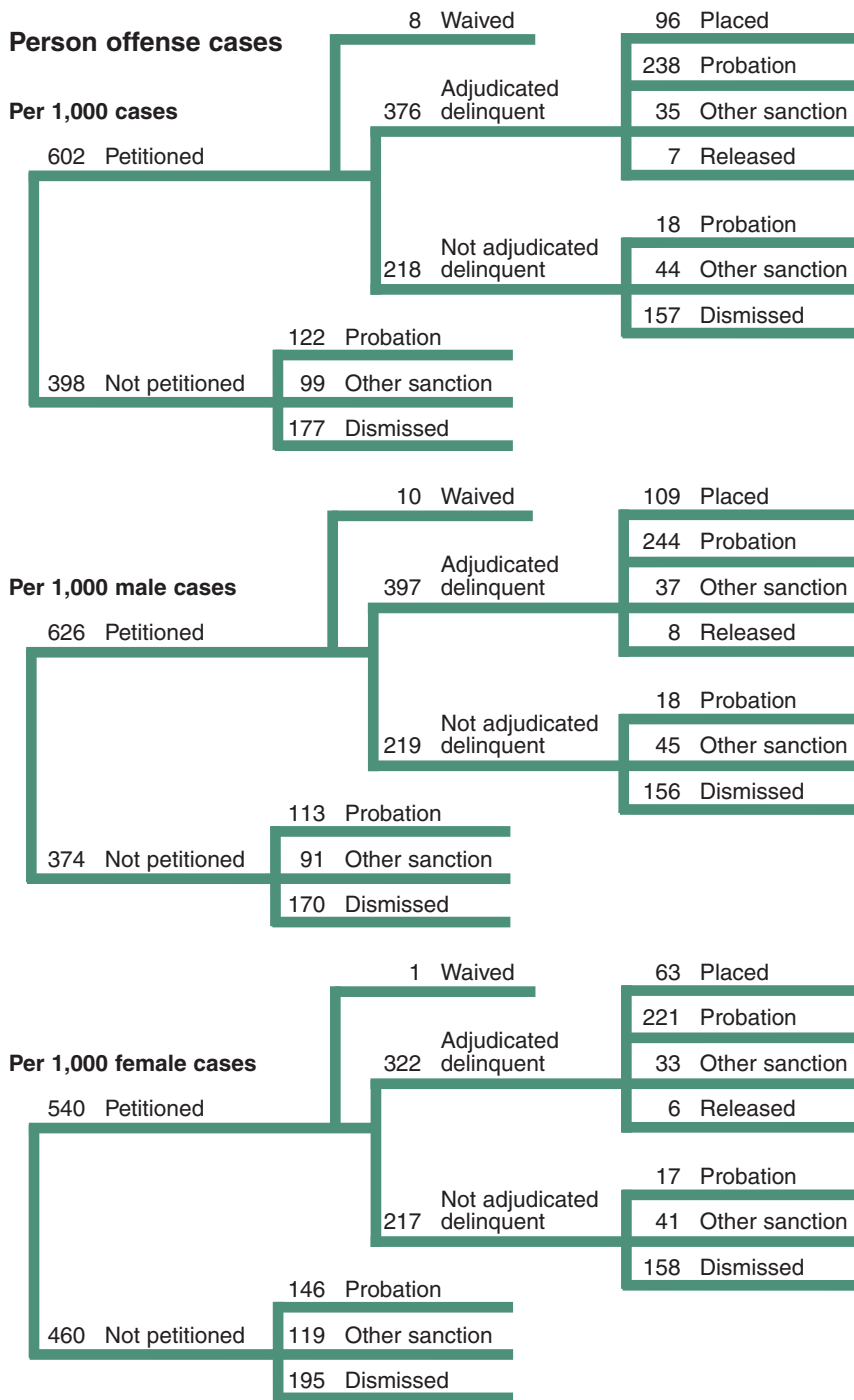 Person offense cases
Per 1,000 cases
8 Waived
96 Placed
238 Probation
376 Adjudicated
delinquent
35 Other sanction
602 Petitioned
7 Released
18 Probation
218 Not adjudicated
delinquent
44 Other sanction
157 Dismissed
122 Probation
398 Not petitioned
99 Other sanction
177 Dismissed
Per 1,000 male cases
10 Waived
109 Placed
244 Probation
397 Adjudicated
delinquent
37 Other sanction
626 Petitioned
8 Released
18 Probation
219 Not adjudicated
delinquent
45 Other sanction
156 Dismissed
113 Probation
374 Not petitioned
91 Other sanction
170 Dismissed
Per 1,000 female cases
1 Waived
63 Placed
221 Probation
322 Adjudicated
delinquent
33 Other sanction
540 Petitioned
6 Released
17 Probation
217 Not adjudicated
delinquent
41 Other sanction
158 Dismissed
146 Probation
460 Not petitioned
119 Other sanction
195 Dismissed